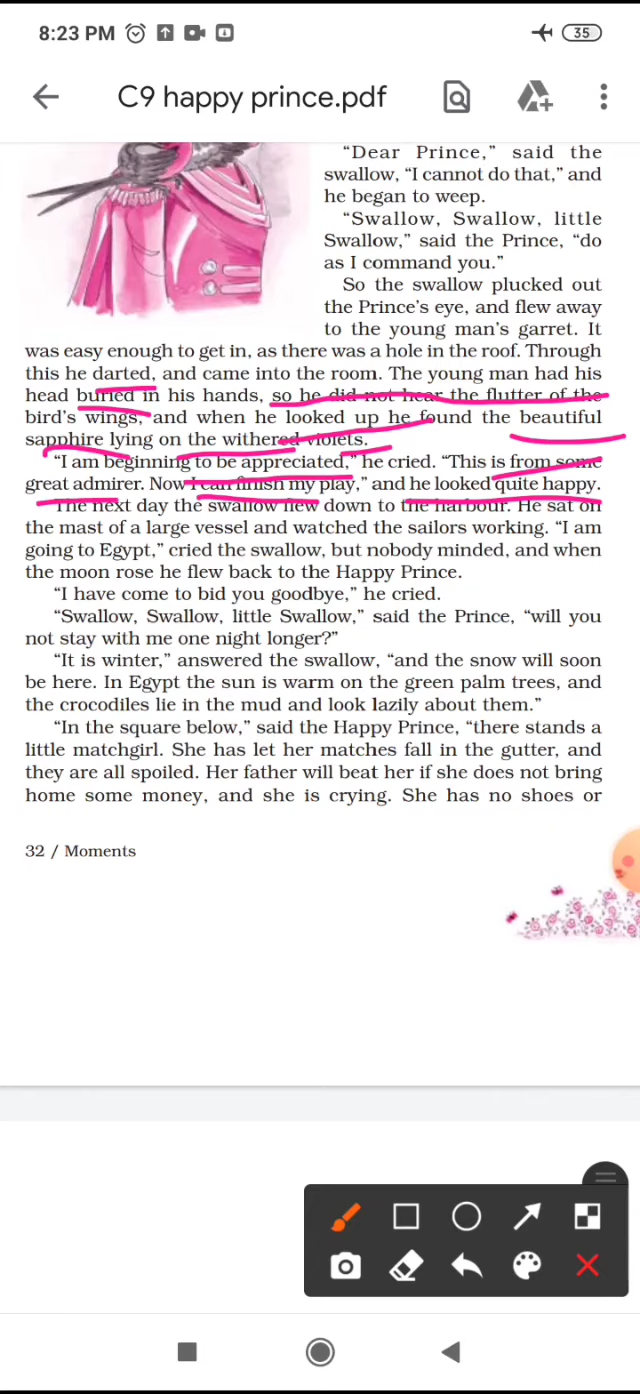 8:23 PM
35
C9 happy prince.pdf
“Dear Prince,” said the
swallow, “I cannot do that,” and
he began to weep.
“Swallow, Swallow, little
Swallow,” said the Prince, “do
as I command you.”
So the swallow plucked out
the Prince’s eye, and flew away
to the young man’s garret. It
was easy enough to get in, as there was a hole in the roof. Through
this he darted, and came into the room. The young man had his
head buried in his hands, so he did not hear the flutter of the
bird’s wings, and when he looked up he found the beautiful
sapphire lying on the withered violets.
“I am beginning to be appreciated,” he cried. “This is from some
great admirer. Now I can finish my play,” and he looked quite happy.
The next day the swallow flew down to the harbour. He sat on
the mast of a large vessel and watched the sailors working. “I am
going to Egypt,” cried the swallow, but nobody minded, and when
the moon rose he flew back to the Happy Prince.
“I have come to bid you goodbye,” he cried.
“Swallow, Swallow, little Swallow,” said the Prince, “will you
not stay with me one night longer?”
“It is winter,” answered the swallow, “and the snow will soon
be here. In Egypt the sun is warm on the green palm trees, and
the crocodiles lie in the mud and look lazily about them.”
“In the square below,” said the Happy Prince, “there stands a
little matchgirl. She has let her matches fall in the gutter, and
they are all spoiled. Her father will beat her if she does not bring
home some money, and she is crying. She has no shoes or
32 / Moments